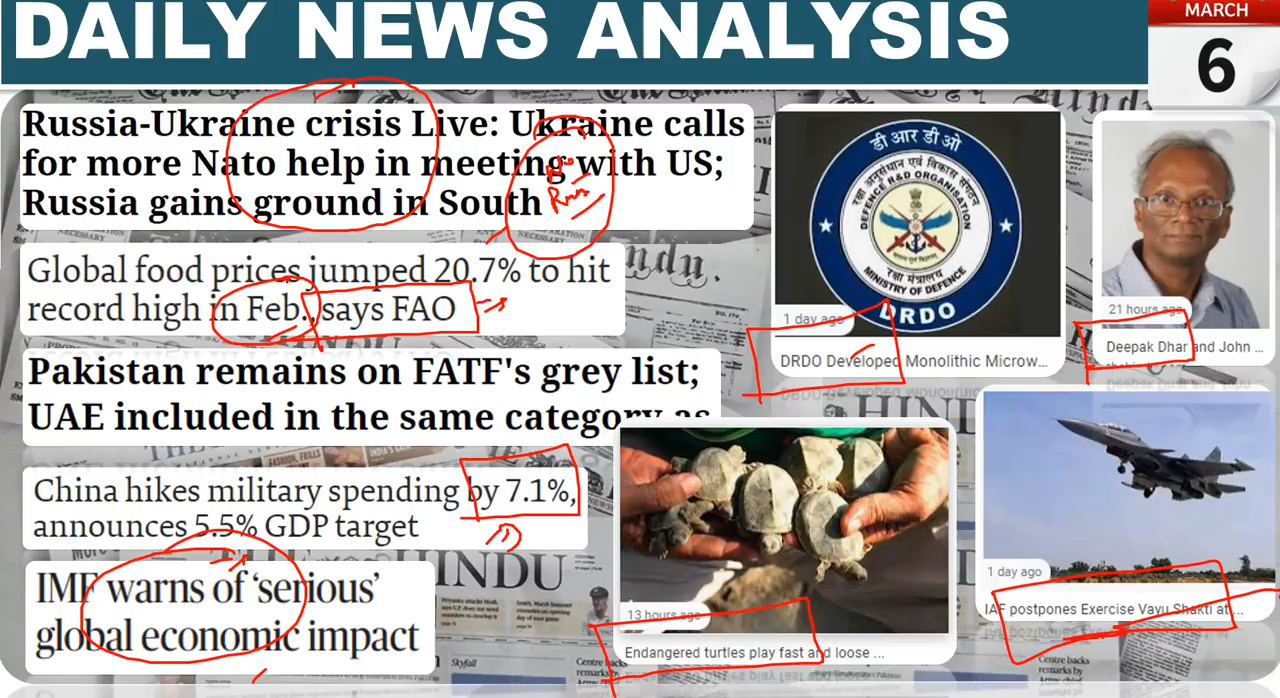 DAILY NEWS ANALYSIS
MARCH
6
Russia-Ukraine crisis Live: Ukraine calls
for more Nato help in meeting with US;
Russia gains ground in South
Global food prices jumped 20.7% to hit
record high in Feb., says FAO
Pakistan remains on FATF's grey list;
UAE included in the same category as
China hikes military spending by 7.1%,
announces 5.5% GDP target
IMF warns of ‘serious’
global economic impact
डी आर डी ओ
रक्षा अनुसंधान एवं विकास संगठन
DEFENCE R&D ORGANISATION
रक्षा मंत्रालय
MINISTRY OF DEFENCE
DRDO
1 day ago
DRDO Developed Monolithic Microw...
21 hours ago
Deepak Dhar and John ...
13 hours ago
Endangered turtles play fast and loose ...
1 day ago
IAF postpones Exercise Vayu Shakti at ...
HINDU
Skyfall
Centre backs
remarks by